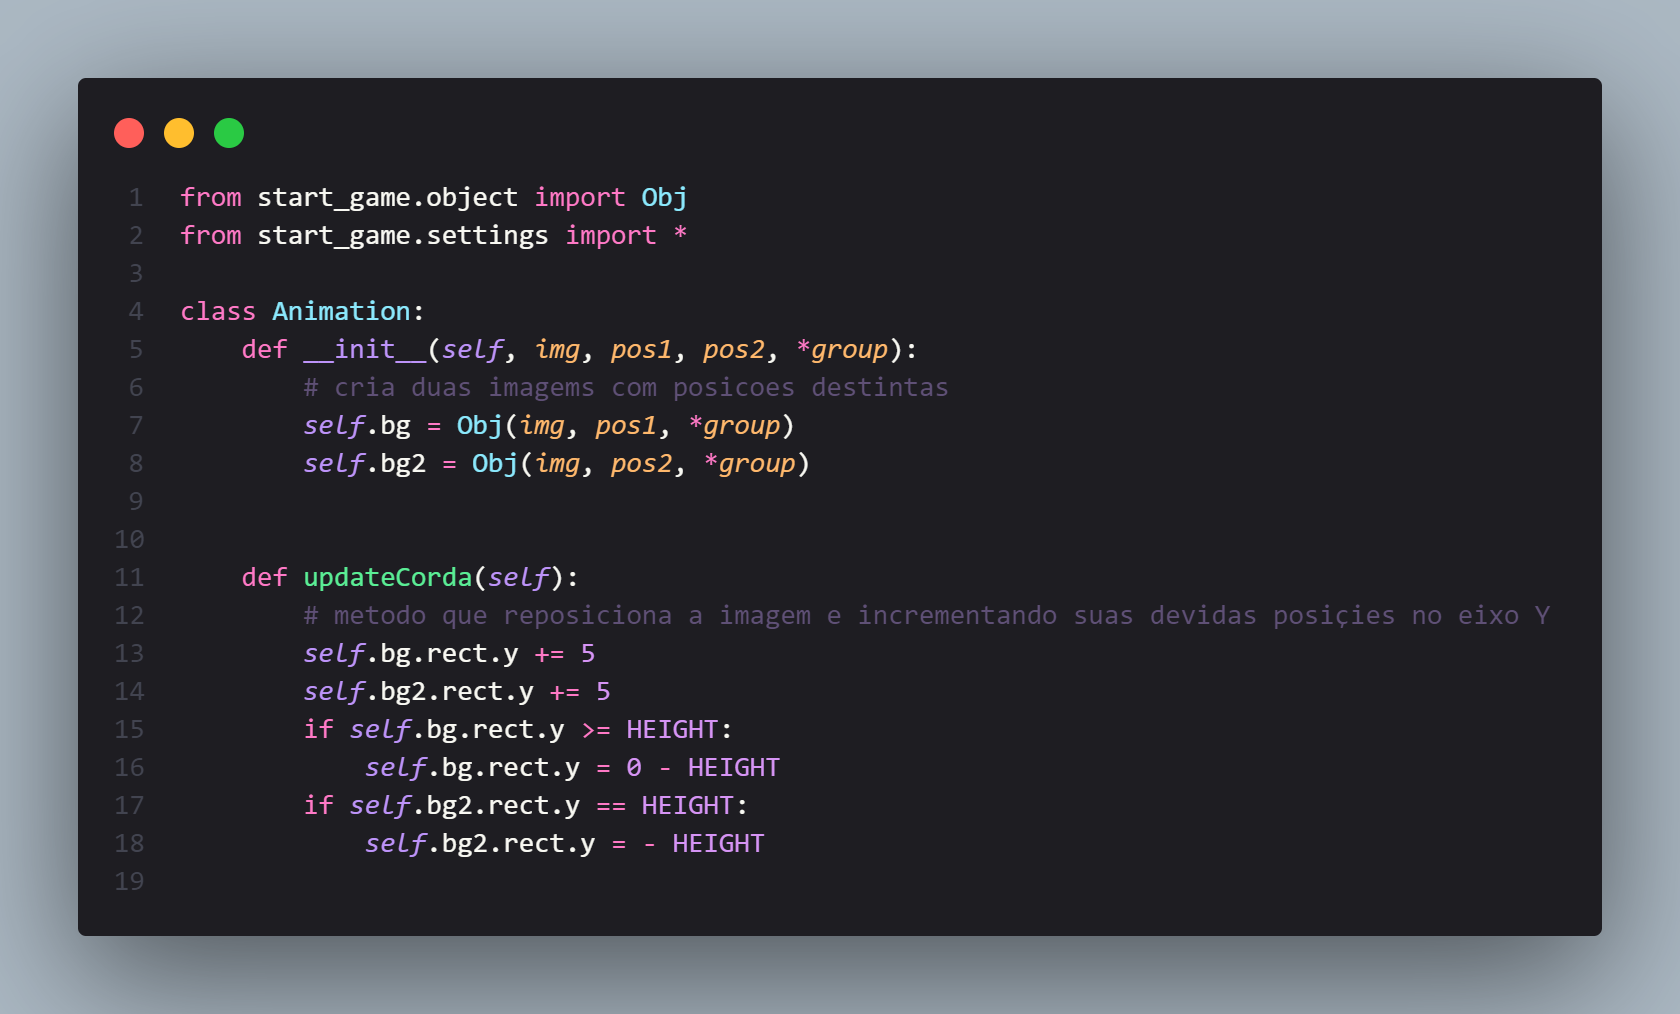 1 from start_game.object import Obj
2 from start_game.settings import *
3
4 class Animation:
5     def __init__(self, img, pos1, pos2, *group):
6         # cria duas imagems com posicoes destintas
7         self.bg = Obj(img, pos1, *group)
8         self.bg2 = Obj(img, pos2, *group)
9
10
11     def updateCorda(self):
12         # metodo que reposiciona a imagem e incrementando suas devidas posiçies no eixo Y
13         self.bg.rect.y += 5
14         self.bg2.rect.y += 5
15         if self.bg.rect.y >= HEIGHT:
16             self.bg.rect.y = 0 - HEIGHT
17         if self.bg2.rect.y == HEIGHT:
18             self.bg2.rect.y = - HEIGHT
19